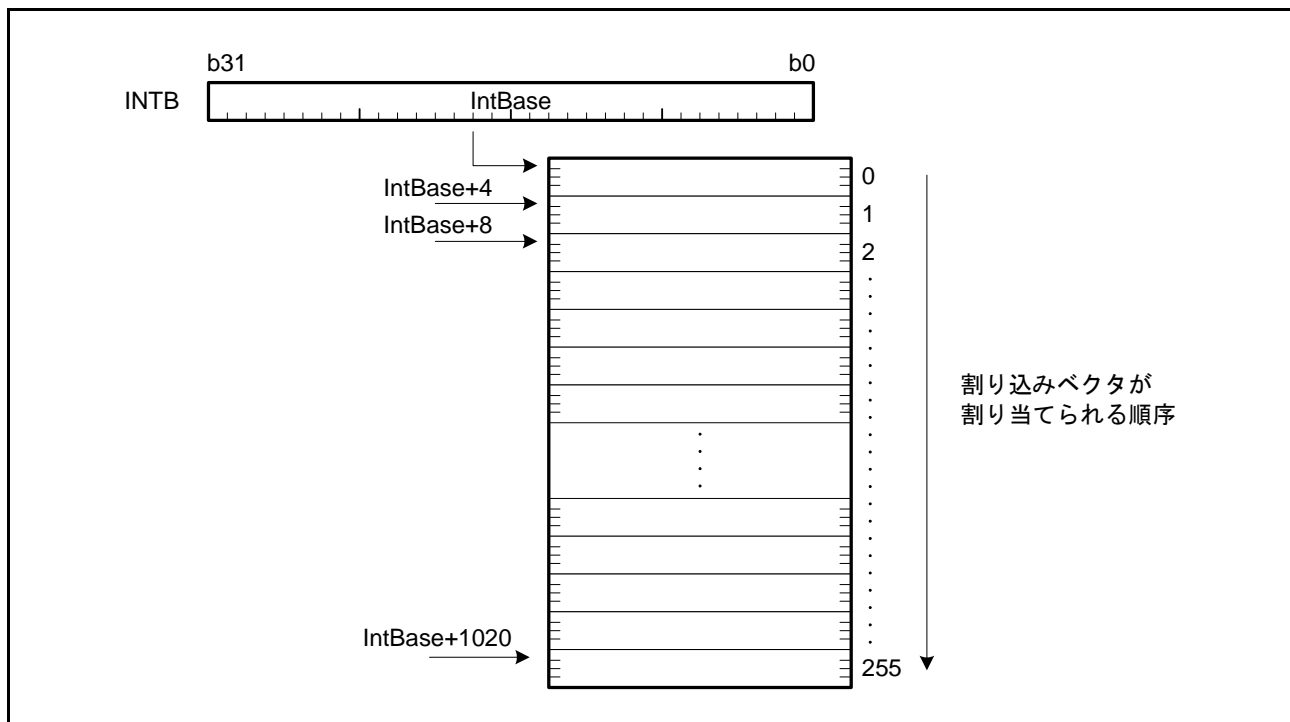 b31
b0
INTB
IntBase
IntBase+4
IntBase+8
0
1
2
割り込みベクタが
割り当てられる順序
IntBase+1020
255